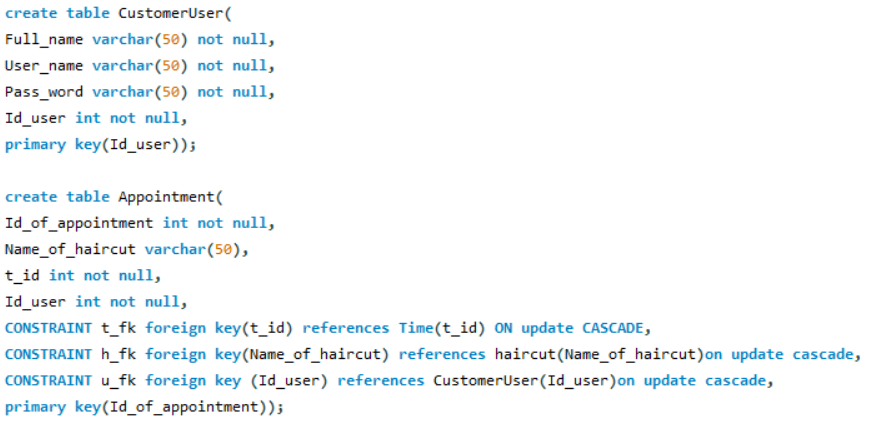 create table CustomerUser(
Full_name varchar(50) not null,
User_name varchar(50) not null,
Pass_word varchar(50) not null,
Id_user int not null,
primary key(Id_user));
create table Appointment(
Id_of_appointment int not null,
Name_of_haircut varchar(50),
t_id int not null,
Id_user int not null,
CONSTRAINT t_fk foreign key(t_id) references Time(t_id) ON update CASCADE,
CONSTRAINT h_fk foreign key(Name_of_haircut) references haircut(Name_of_haircut)on update cascade,
CONSTRAINT u_fk foreign key (Id_user) references CustomerUser(Id_user)on update cascade,
primary key(Id_of_appointment));